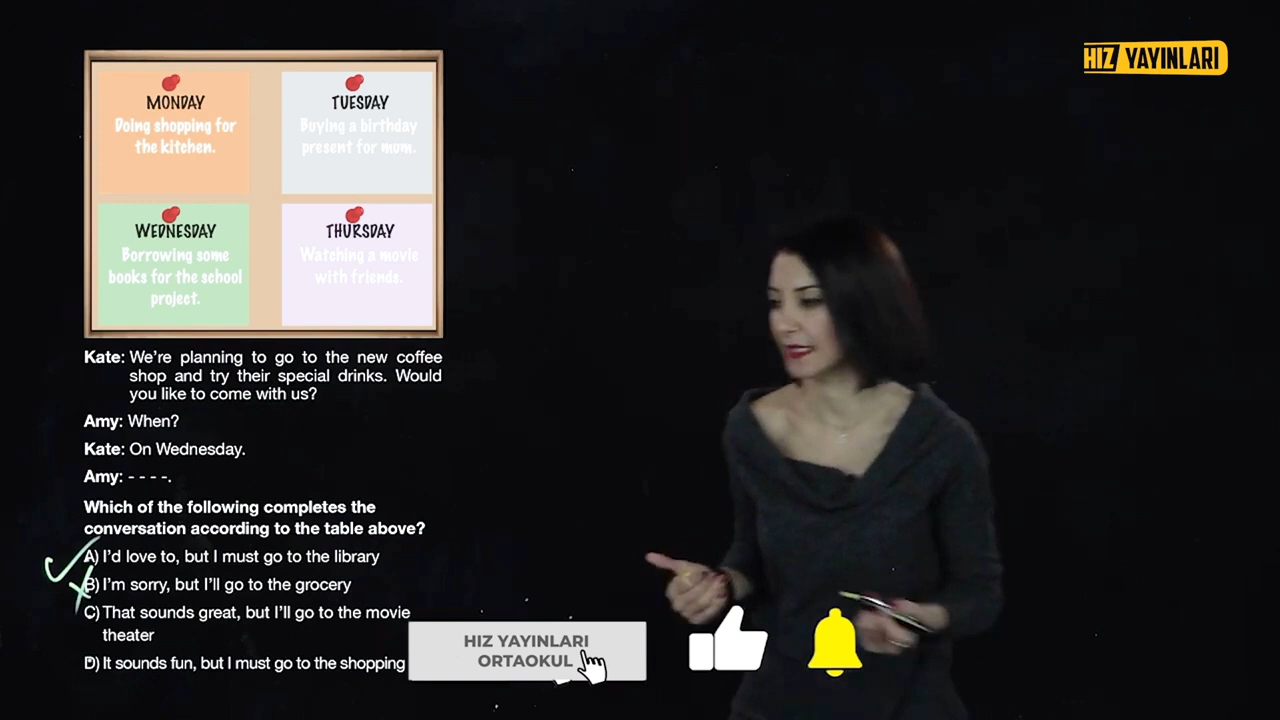 HIZ YAYINLARI
MONDAY
Doing shopping for
the kitchen.
TUESDAY
Buying a birthday
present for mum.
WEDNESDAY
Borrowing some
books for the school
project.
THURSDAY
Watching a movie
with friends.
Kate: We're planning to go to the new coffee
shop and try their special drinks. Would
you like to come with us?
Amy: When?
Kate: On Wednesday.
Amy: - - - -.
Which of the following completes the
conversation according to the table above?
A) I'd love to, but I must go to the library
B) I'm sorry, but I'll go to the grocery
C) That sounds great, but I'll go to the movie
theater
D) It sounds fun, but I must go to the shopping
HIZ YAYINLARI
ORTAOKUL